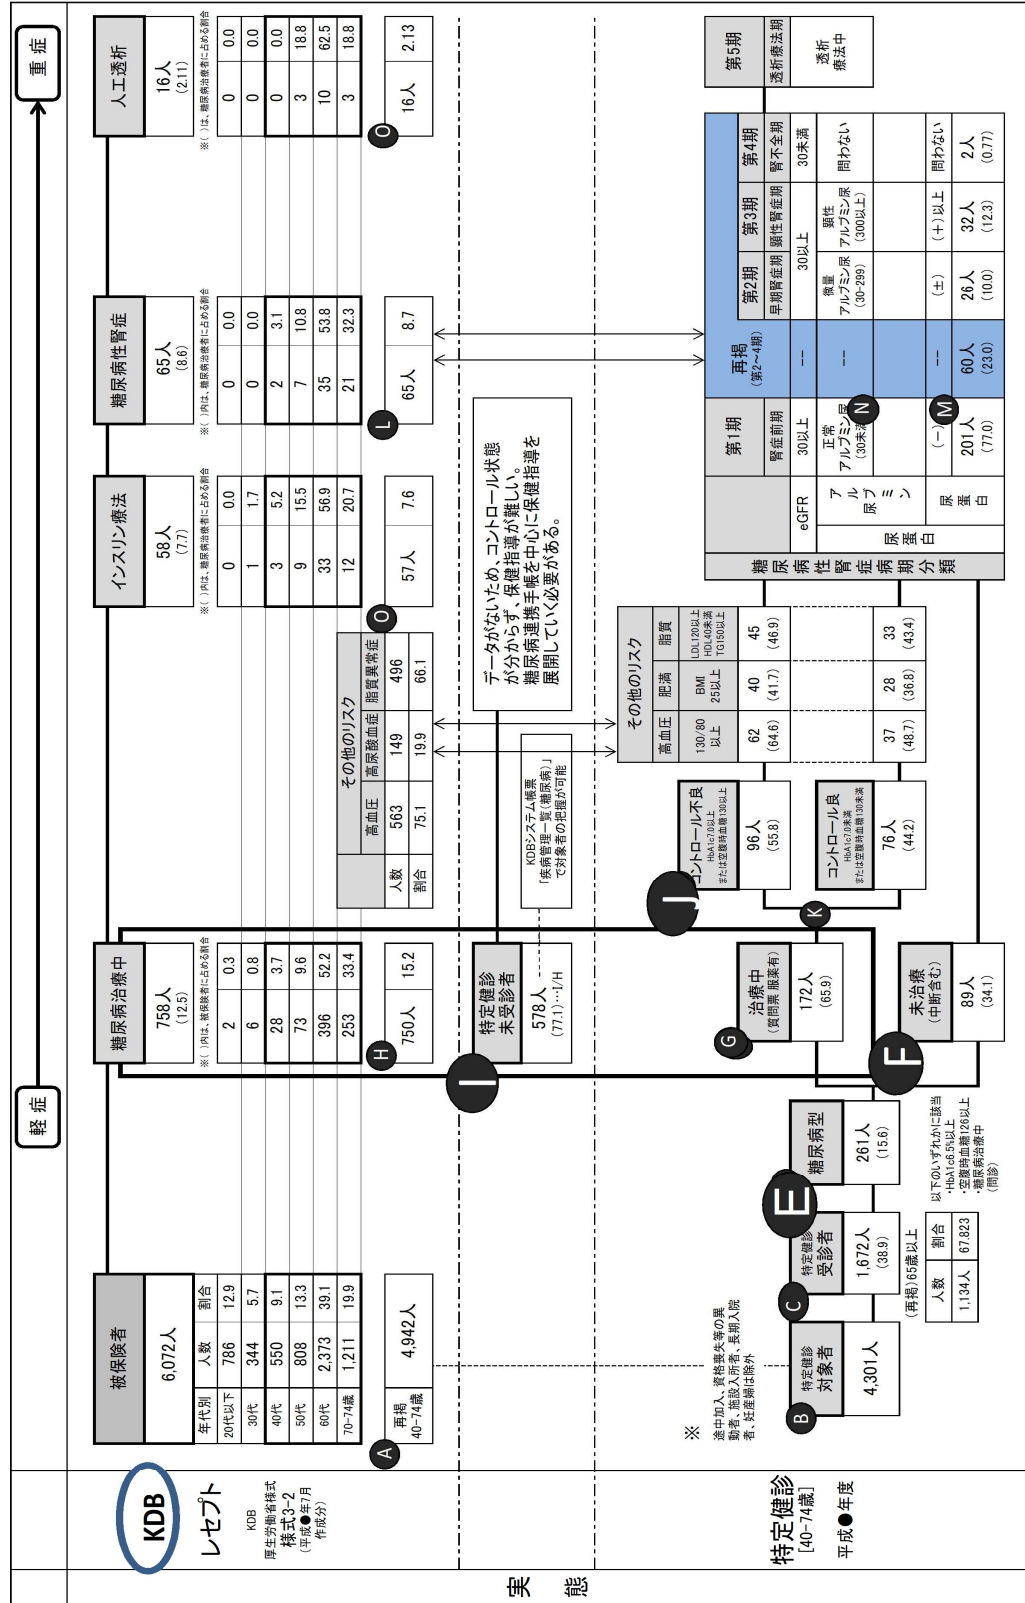 軽症
重症
実態
KDB
レセプト
KDB
厚生労働省様式
様式3-2
(平成●年7月
作成分)
被保険者
6,072人
年代別 人数 割合
20代以下 786 12.9
30代 344 5.7
40代 550 9.1
50代 808 13.3
60代 2,373 39.1
70-74歳 1,211 19.9
A
再掲
40-74歳
4,942人
糖尿病治療中
758人
(12.5)
※( )内は、被保険者に占める割合
2 0.3
6 0.8
28 3.7
73 9.6
396 52.2
253 33.4
H
750人 15.2
インスリン療法
58人
(7.7)
※( )内は、糖尿病治療者に占める割合
0 0.0
1 1.7
3 5.2
9 15.5
33 56.9
12 20.7
O
57人 7.6
糖尿病性腎症
65人
(8.6)
※( )内は、糖尿病治療者に占める割合
0 0.0
0 0.0
2 3.1
7 10.8
35 53.8
21 32.3
L
65人 8.7
人工透析
16人
(2.11)
※( )は、糖尿病治療者に占める割合
0 0.0
0 0.0
0 0.0
3 18.8
10 62.5
3 18.8
O
16人 2.13
その他のリスク
高血圧 高尿酸血症 脂質異常症
人数 563 149 496
割合 75.1 19.9 66.1
I
特定健診
未受診者
578人
(77.1)…I/H
KDBシステム帳票
「疾病管理一覧(糖尿病)」
で対象者の把握が可能
データがないため、コントロール状態
が分からず、保健指導が難しい。
糖尿病連携手帳を中心に保健指導を
展開していく必要がある。
特定健診
[40-74歳]
平成●年度
※
途中加入、資格喪失等の異
動者、施設入所者、長期入院
者、妊産婦は除外
B
特定健診
対象者
4,301人
C
特定健診
受診者
1,672人
(38.9)
(再掲)65歳以上
人数 割合
1,134人 67.823
E
糖尿病型
261人
(15.6)
以下のいずれかに該当
・HbA1c6.5%以上
・空腹時血糖126以上
・糖尿病治療中
(問診)
G
治療中
(質問票 服薬有)
172人
(65.9)
F
未治療
(中断含む)
89人
(34.1)
J
コントロール不良
HbA1c7.0以上
または空腹時血糖130以上
96人
(55.8)
K
コントロール良
HbA1c7.0未満
または空腹時血糖130未満
76人
(44.2)
その他のリスク
高血圧 肥満 脂質
130/80
以上
BMI
25以上
LDL120以上
HDL40未満
TG150以上
62 40 45
(64.6) (41.7) (46.9)
37 28 33
(48.7) (36.8) (43.4)
糖尿病性腎症病期分類
eGFR
尿蛋白
アルブミン尿
尿蛋白
第1期
腎症前期
30以上
正常
アルブミン尿
(30未満)
(-)
201人
(77.0)
N
M
再掲
(第2~4期)
--
--
--
60人
(23.0)
第2期 第3期 第4期
早期腎症期 顕性腎症期 腎不全期
30以上 30未満
微量
アルブミン尿
(30-299)
顕性
アルブミン尿
(300以上)
問わない
(±) (+)以上 問わない
26人 32人 2人
(10.0) (12.3) (0.77)
第5期
透析療法期
透析
療法中